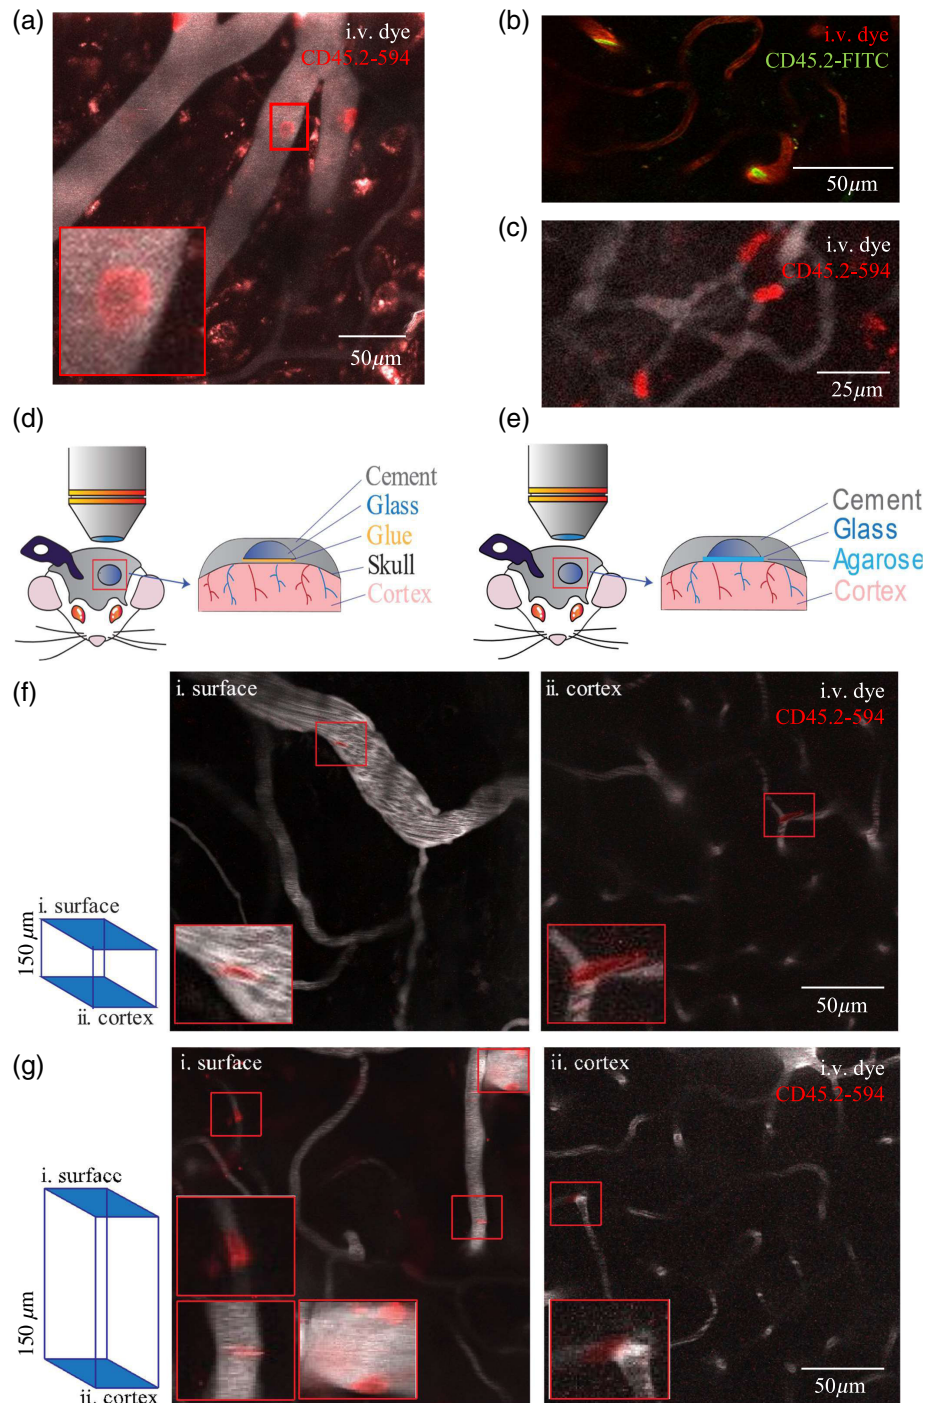 (a)
i.v. dye
CD45.2-594
50μm
(b)
i.v. dye
CD45.2-FITC
50μm
(c)
i.v. dye
CD45.2-594
25μm
(d)
Cement
Glass
Glue
Skull
Cortex
(e)
Cement
Glass
Agarose
Cortex
(f)
i. surface
150 μm
ii. cortex
i. surface
ii. cortex
i.v. dye
CD45.2-594
50μm
(g)
i. surface
150 μm
ii. cortex
i. surface
ii. cortex
i.v. dye
CD45.2-594
50μm